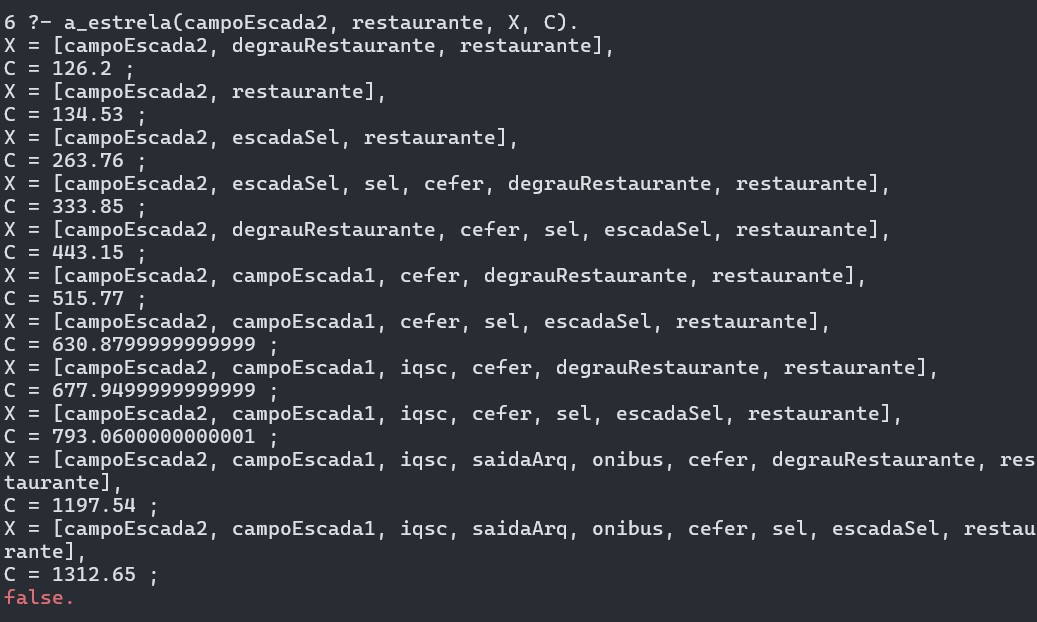 6 ?- a_estrela(campoEscada2, restaurante, X, C).
X = [campoEscada2, degrauRestaurante, restaurante],
C = 126.2 ;
X = [campoEscada2, restaurante],
C = 134.53 ;
X = [campoEscada2, escadaSel, restaurante],
C = 263.76 ;
X = [campoEscada2, escadaSel, sel, cefer, degrauRestaurante, restaurante],
C = 333.85 ;
X = [campoEscada2, degrauRestaurante, cefer, sel, escadaSel, restaurante],
C = 443.15 ;
X = [campoEscada2, campoEscada1, cefer, degrauRestaurante, restaurante],
C = 515.77 ;
X = [campoEscada2, campoEscada1, cefer, sel, escadaSel, restaurante],
C = 630.8799999999999 ;
X = [campoEscada2, campoEscada1, iqsc, cefer, degrauRestaurante, restaurante],
C = 677.9499999999999 ;
X = [campoEscada2, campoEscada1, iqsc, cefer, sel, escadaSel, restaurante],
C = 793.0600000000001 ;
X = [campoEscada2, campoEscada1, iqsc, saidaArq, onibus, cefer, degrauRestaurante, res
taurante],
C = 1197.54 ;
X = [campoEscada2, campoEscada1, iqsc, saidaArq, onibus, cefer, sel, escadaSel, restau
rante],
C = 1312.65 ;
false.